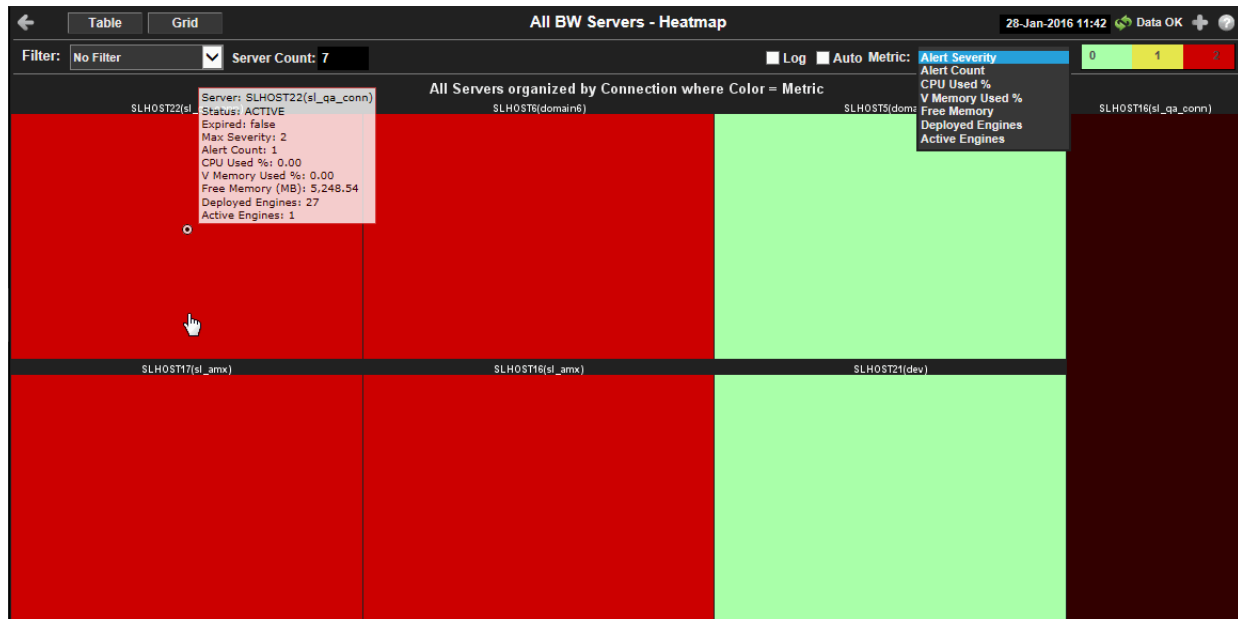 Table Grid All BW Servers - Heatmap 28-Jan-2016 11:42 Data OK
Filter: No Filter Server Count: 7 Log Auto Metric: Alert Severity 0 1 2
Alert Count
CPU Used %
V Memory Used %
Free Memory
Deployed Engines
Active Engines
All Servers organized by Connection where Color = Metric
SLHOST22(sl_ SLHOST6(domain6) SLHOST5(doma SLHOST16(sl_qa_conn)
Server: SLHOST22(sl_qa_conn)
Status: ACTIVE
Expired: false
Max Severity: 2
Alert Count: 1
CPU Used %: 0.00
V Memory Used %: 0.00
Free Memory (MB): 5,248.54
Deployed Engines: 27
Active Engines: 1
SLHOST17(sl_amx) SLHOST16(sl_amx) SLHOST21(dev)